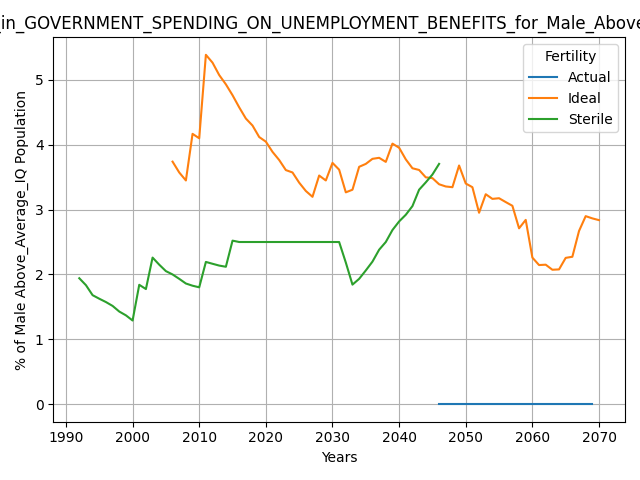 _in_GOVERNMENT_SPENDING_ON_UNEMPLOYMENT_BENEFITS_for_Male_Above
Fertility
Actual
Ideal
Sterile
% of Male Above_Average_IQ Population
5
4
3
2
1
0
1990 2000 2010 2020 2030 2040 2050 2060 2070
Years